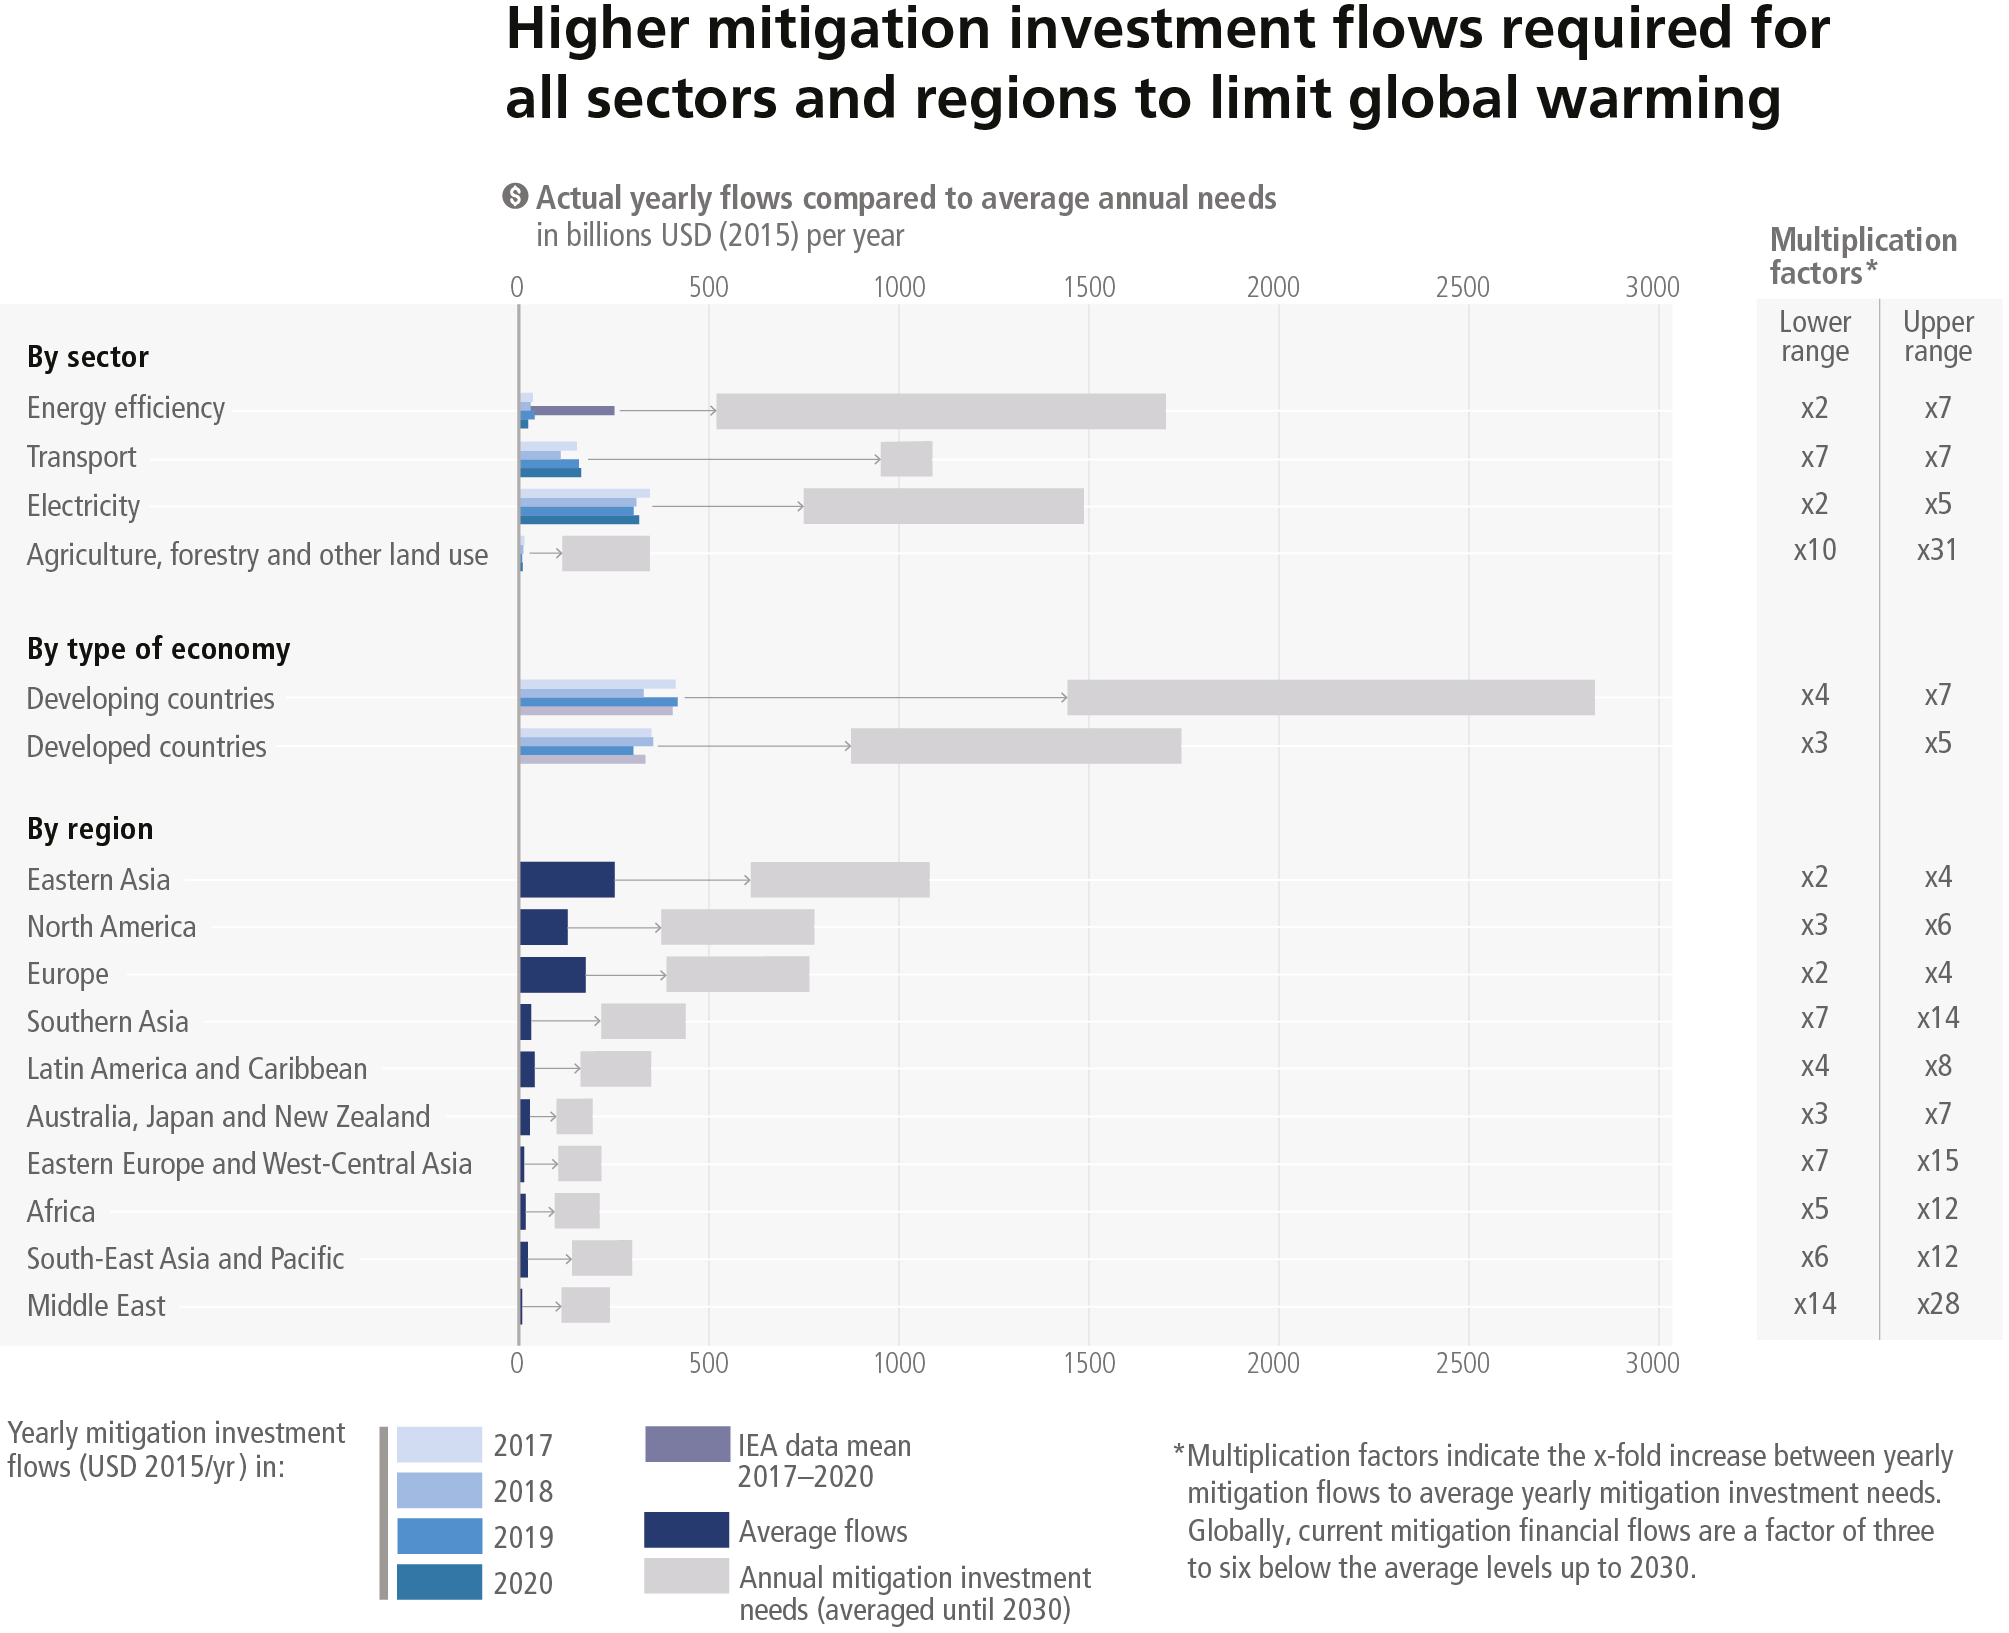 Higher mitigation investment flows required for
all sectors and regions to limit global warming
$ Actual yearly flows compared to average annual needs
in billions USD (2015) per year
Multiplication
factors*
0 500 1000 1500 2000 2500 3000
Lower
range
Upper
range
By sector
Energy efficiency x2 x7
Transport x7 x7
Electricity x2 x5
Agriculture, forestry and other land use x10 x31
By type of economy
Developing countries x4 x7
Developed countries x3 x5
By region
Eastern Asia x2 x4
North America x3 x6
Europe x2 x4
Southern Asia x7 x14
Latin America and Caribbean x4 x8
Australia, Japan and New Zealand x3 x7
Eastern Europe and West-Central Asia x7 x15
Africa x5 x12
South-East Asia and Pacific x6 x12
Middle East x14 x28
0 500 1000 1500 2000 2500 3000
Yearly mitigation investment
flows (USD 2015/yr ) in:
2017
2018
2019
2020
IEA data mean
2017–2020
Average flows
Annual mitigation investment
needs (averaged until 2030)
*Multiplication factors indicate the x-fold increase between yearly
mitigation flows to average yearly mitigation investment needs.
Globally, current mitigation financial flows are a factor of three
to six below the average levels up to 2030.